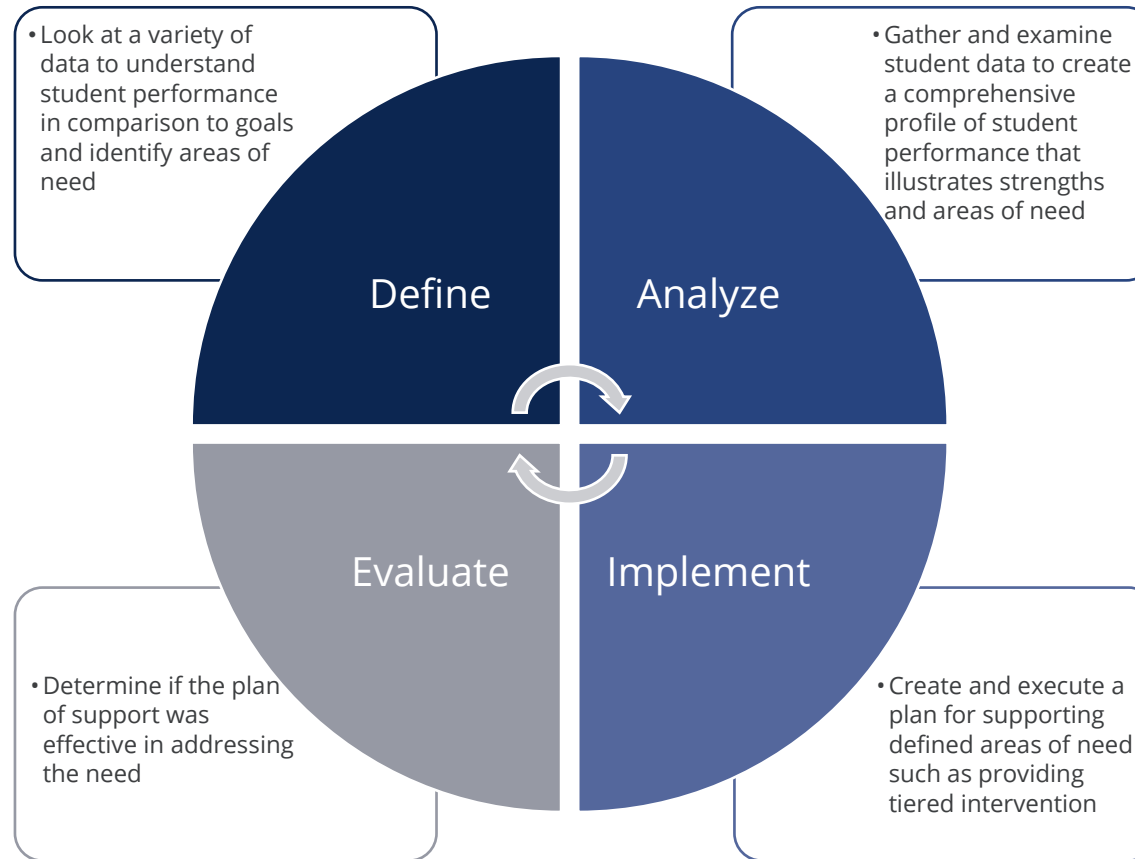 • Look at a variety of
data to understand
student performance
in comparison to goals
and identify areas of
need
• Gather and examine
student data to create
a comprehensive
profile of student
performance that
illustrates strengths
and areas of need
Define
Analyze
Evaluate
Implement
• Determine if the plan
of support was
effective in addressing
the need
• Create and execute a
plan for supporting
defined areas of need
such as providing
tiered intervention